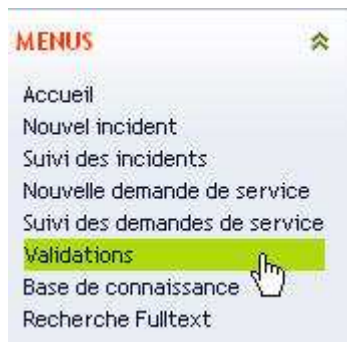 MENUS
Accueil
Nouvel incident
Suivi des incidents
Nouvelle demande de service
Suivi des demandes de service
Validations
Base de connaissance
Recherche Fulltext